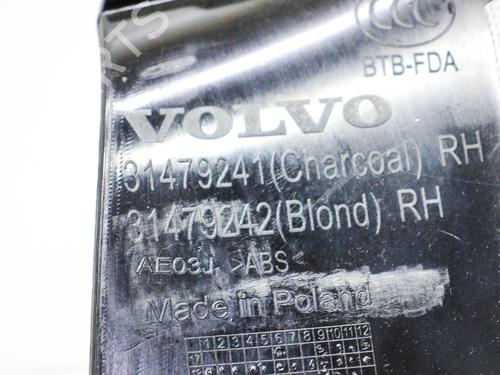 CCC
BTB-FDA
VOLVO
31479241(Charcoal) RH
31479242(Blond) RH
AE03J >ABS<
Made in Poland
1 2 3 4 5 6 7 8 9 10 11 12
17